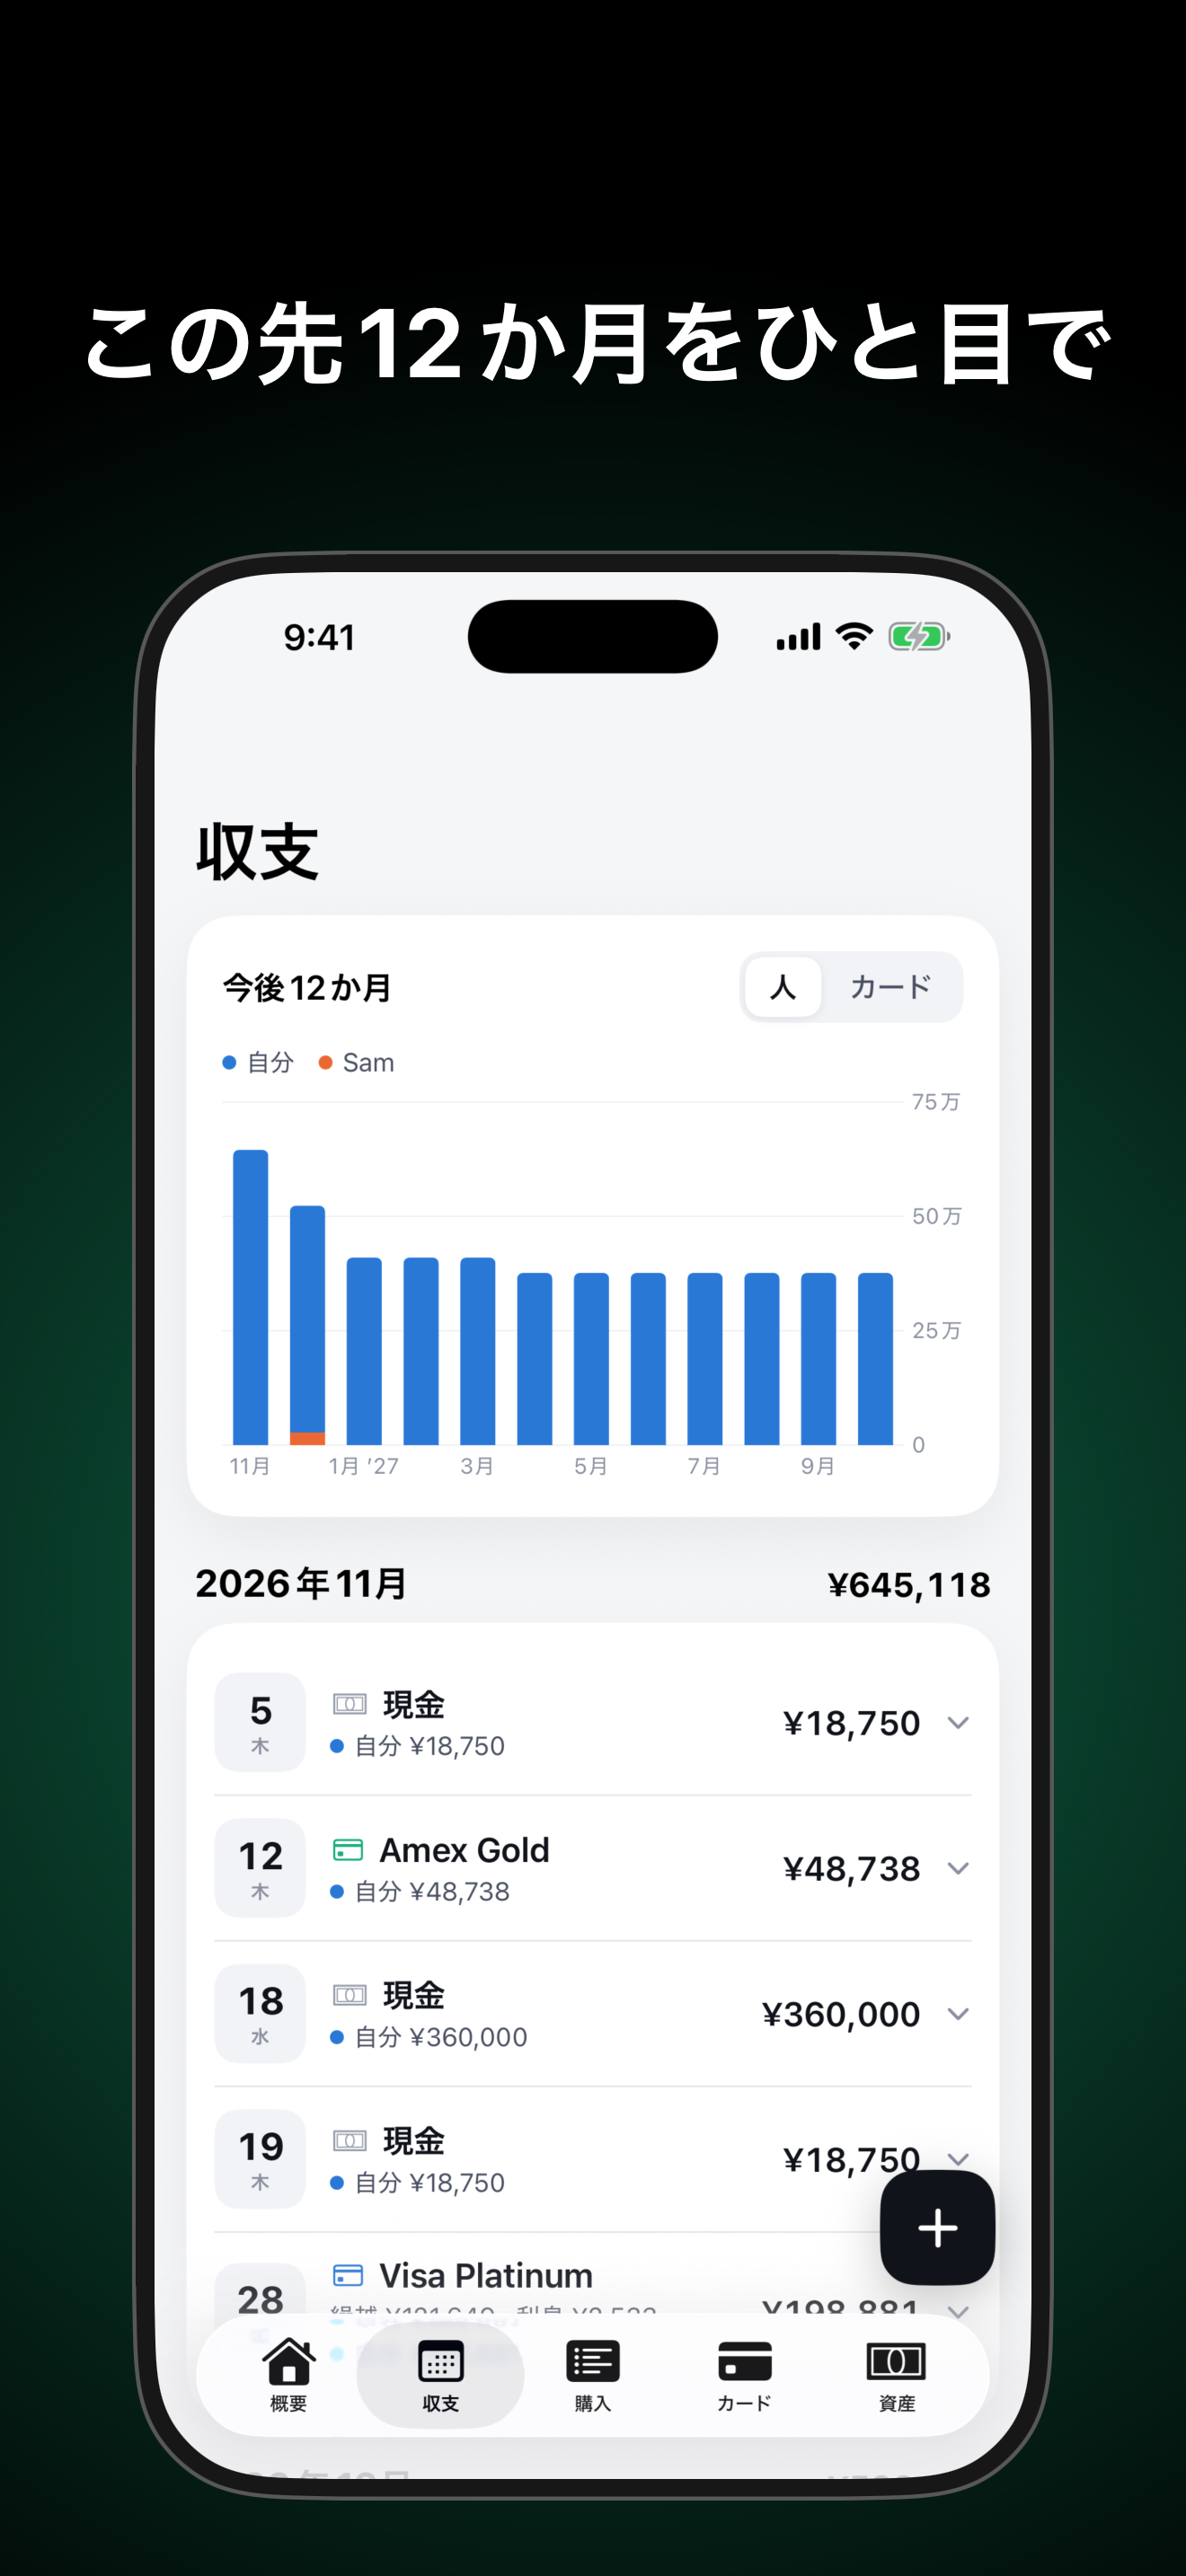 この先12か月をひと目で
9:41
収支
今後12か月
人 カード
自分 Sam
75万
50万
25万
0
11月 1月 '27 3月 5月 7月 9月
2026年11月 ¥645,118
5 現金 ¥18,750
木 自分 ¥18,750
12 Amex Gold ¥48,738
木 自分 ¥48,738
18 現金 ¥360,000
水 自分 ¥360,000
19 現金 ¥18,750
木 自分 ¥18,750
28 Visa Platinum ¥198,881
概要 収支 購入 カード 資産